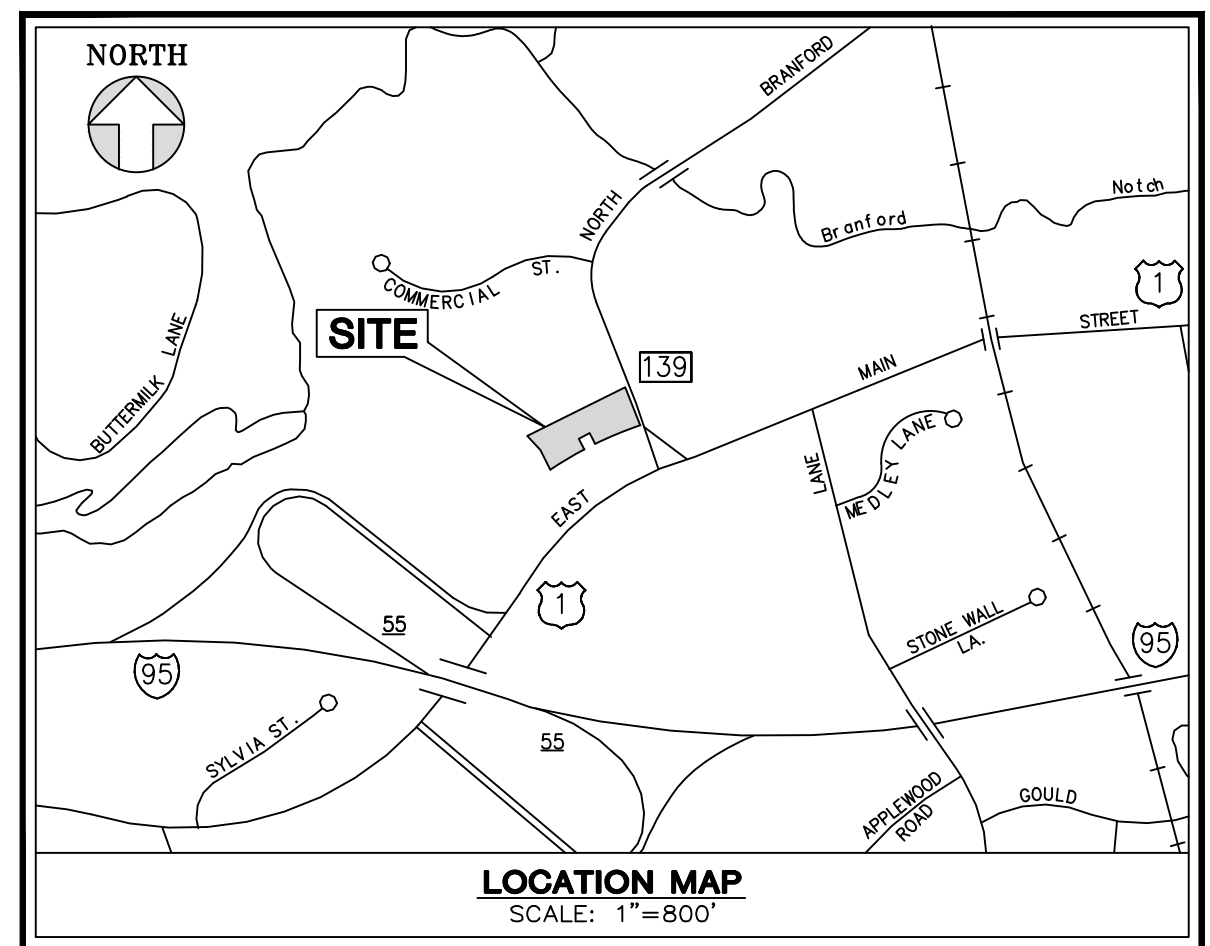 NORTH
BRANFORD
NORTH
Notch
Branford
1
ST.
COMMERCIAL
STREET
LANE
SITE
139
MAIN
BUTTERMILK
MEDLEY LANE
LANE
EAST
1
55
STONE WALL
LA.
95
95
55
SYLVIA ST.
APPLEWOOD
ROAD
GOULD
LOCATION MAP
SCALE: 1"=800'